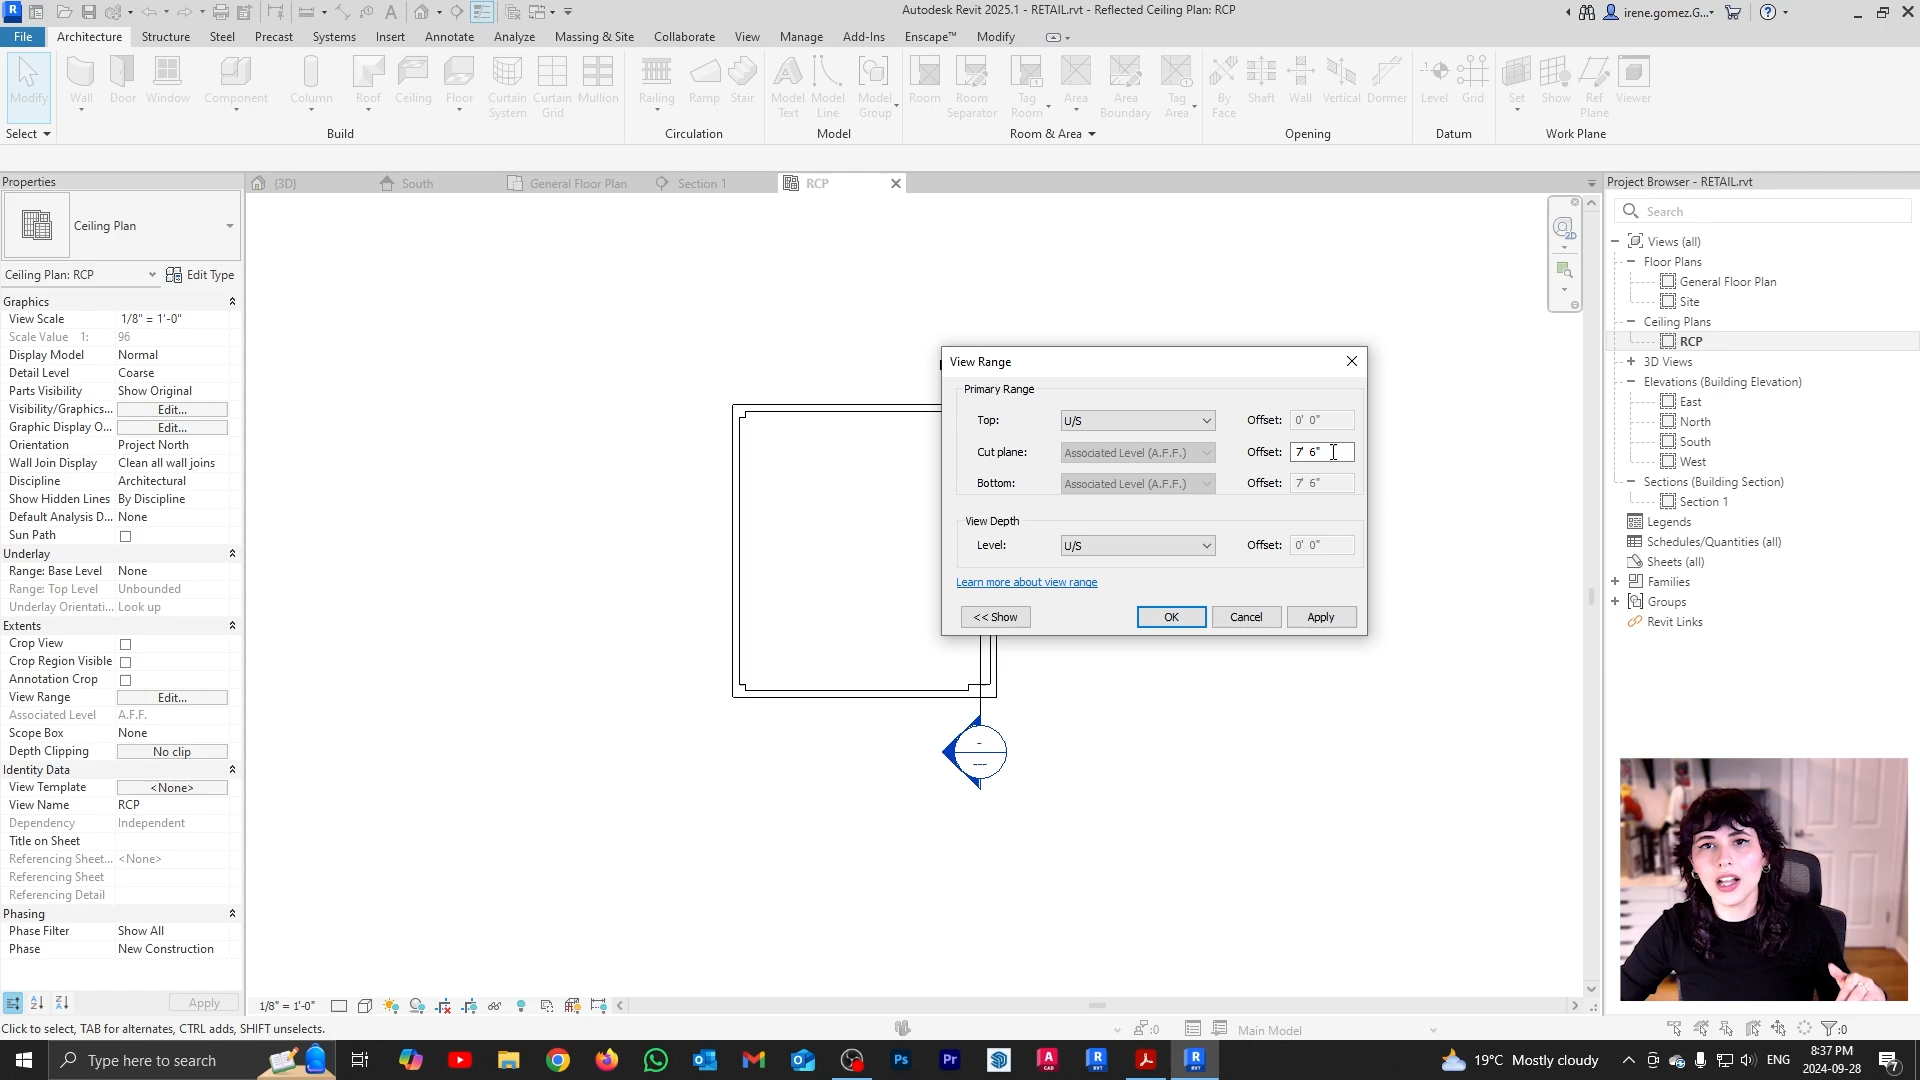 Autodesk Revit 2025.1 - RETAIL.rvt - Reflected Ceiling Plan: RCP
irene.gomez.G...
File Architecture Structure Steel Precast Systems Insert Annotate Analyze Massing & Site Collaborate View Manage Add-Ins Enscape™ Modify
Modify Wall Door Window Component Column Roof Ceiling Floor Curtain System Curtain Grid Mullion Railing Ramp Stair Model Text Model Line Model Group Room Room Separator Tag Room Area Area Boundary Tag Area By Face Shaft Wall Vertical Dormer Level Grid Set Show Ref Plane Viewer
Select Build Circulation Model Room & Area Opening Datum Work Plane
Properties
{3D} South General Floor Plan Section 1 RCP
Ceiling Plan
Ceiling Plan: RCP Edit Type
Graphics
View Scale 1/8" = 1'-0"
Scale Value 1: 96
Display Model Normal
Detail Level Coarse
Parts Visibility Show Original
Visibility/Graphics... Edit...
Graphic Display O... Edit...
Orientation Project North
Wall Join Display Clean all wall joins
Discipline Architectural
Show Hidden Lines By Discipline
Default Analysis D... None
Sun Path
Underlay
Range: Base Level None
Range: Top Level Unbounded
Underlay Orientati... Look up
Extents
Crop View
Crop Region Visible
Annotation Crop
View Range Edit...
Associated Level A.F.F.
Scope Box None
Depth Clipping No clip
Identity Data
View Template <None>
View Name RCP
Dependency Independent
Title on Sheet
Referencing Sheet... <None>
Referencing Sheet
Referencing Detail
Phasing
Phase Filter Show All
Phase New Construction
Apply
View Range
Primary Range
Top: U/S Offset: 0' 0"
Cut plane: Associated Level (A.F.F.) Offset: 7' 6"
Bottom: Associated Level (A.F.F.) Offset: 7' 6"
View Depth
Level: U/S Offset: 0' 0"
Learn more about view range
<< Show OK Cancel Apply
2D
Project Browser - RETAIL.rvt
Search
Views (all)
Floor Plans
General Floor Plan
Site
Ceiling Plans
RCP
3D Views
Elevations (Building Elevation)
East
North
South
West
Sections (Building Section)
Section 1
Legends
Schedules/Quantities (all)
Sheets (all)
Families
Groups
Revit Links
1/8" = 1'-0"
Click to select, TAB for alternates, CTRL adds, SHIFT unselects.
:0 Main Model :0
Type here to search
Ps Pr
19°C Mostly cloudy ENG 8:37 PM
2024-09-28
7